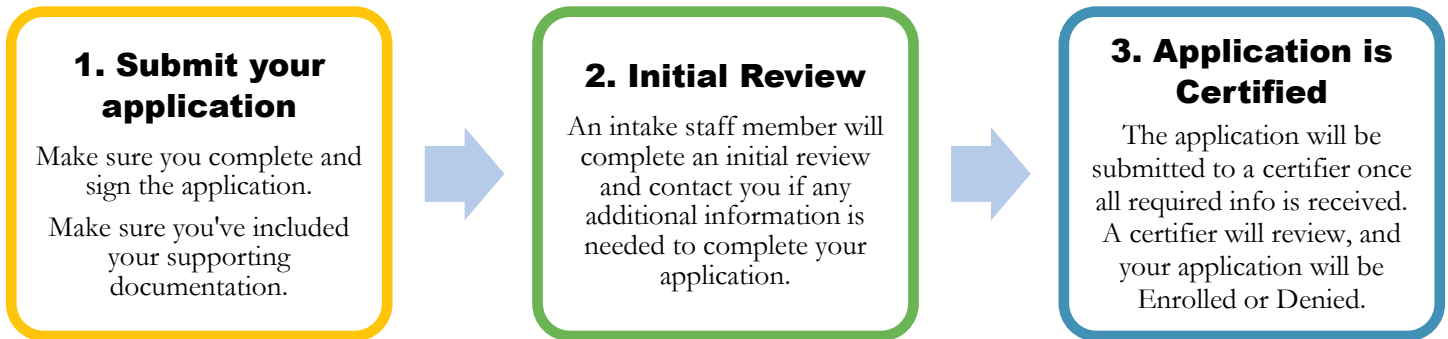 1. Submit your
application
Make sure you complete and
sign the application.
Make sure you've included
your supporting
documentation.
2. Initial Review
An intake staff member will
complete an initial review
and contact you if any
additional information is
needed to complete your
application.
3. Application is
Certified
The application will be
submitted to a certifier once
all required info is received.
A certifier will review, and
your application will be
Enrolled or Denied.